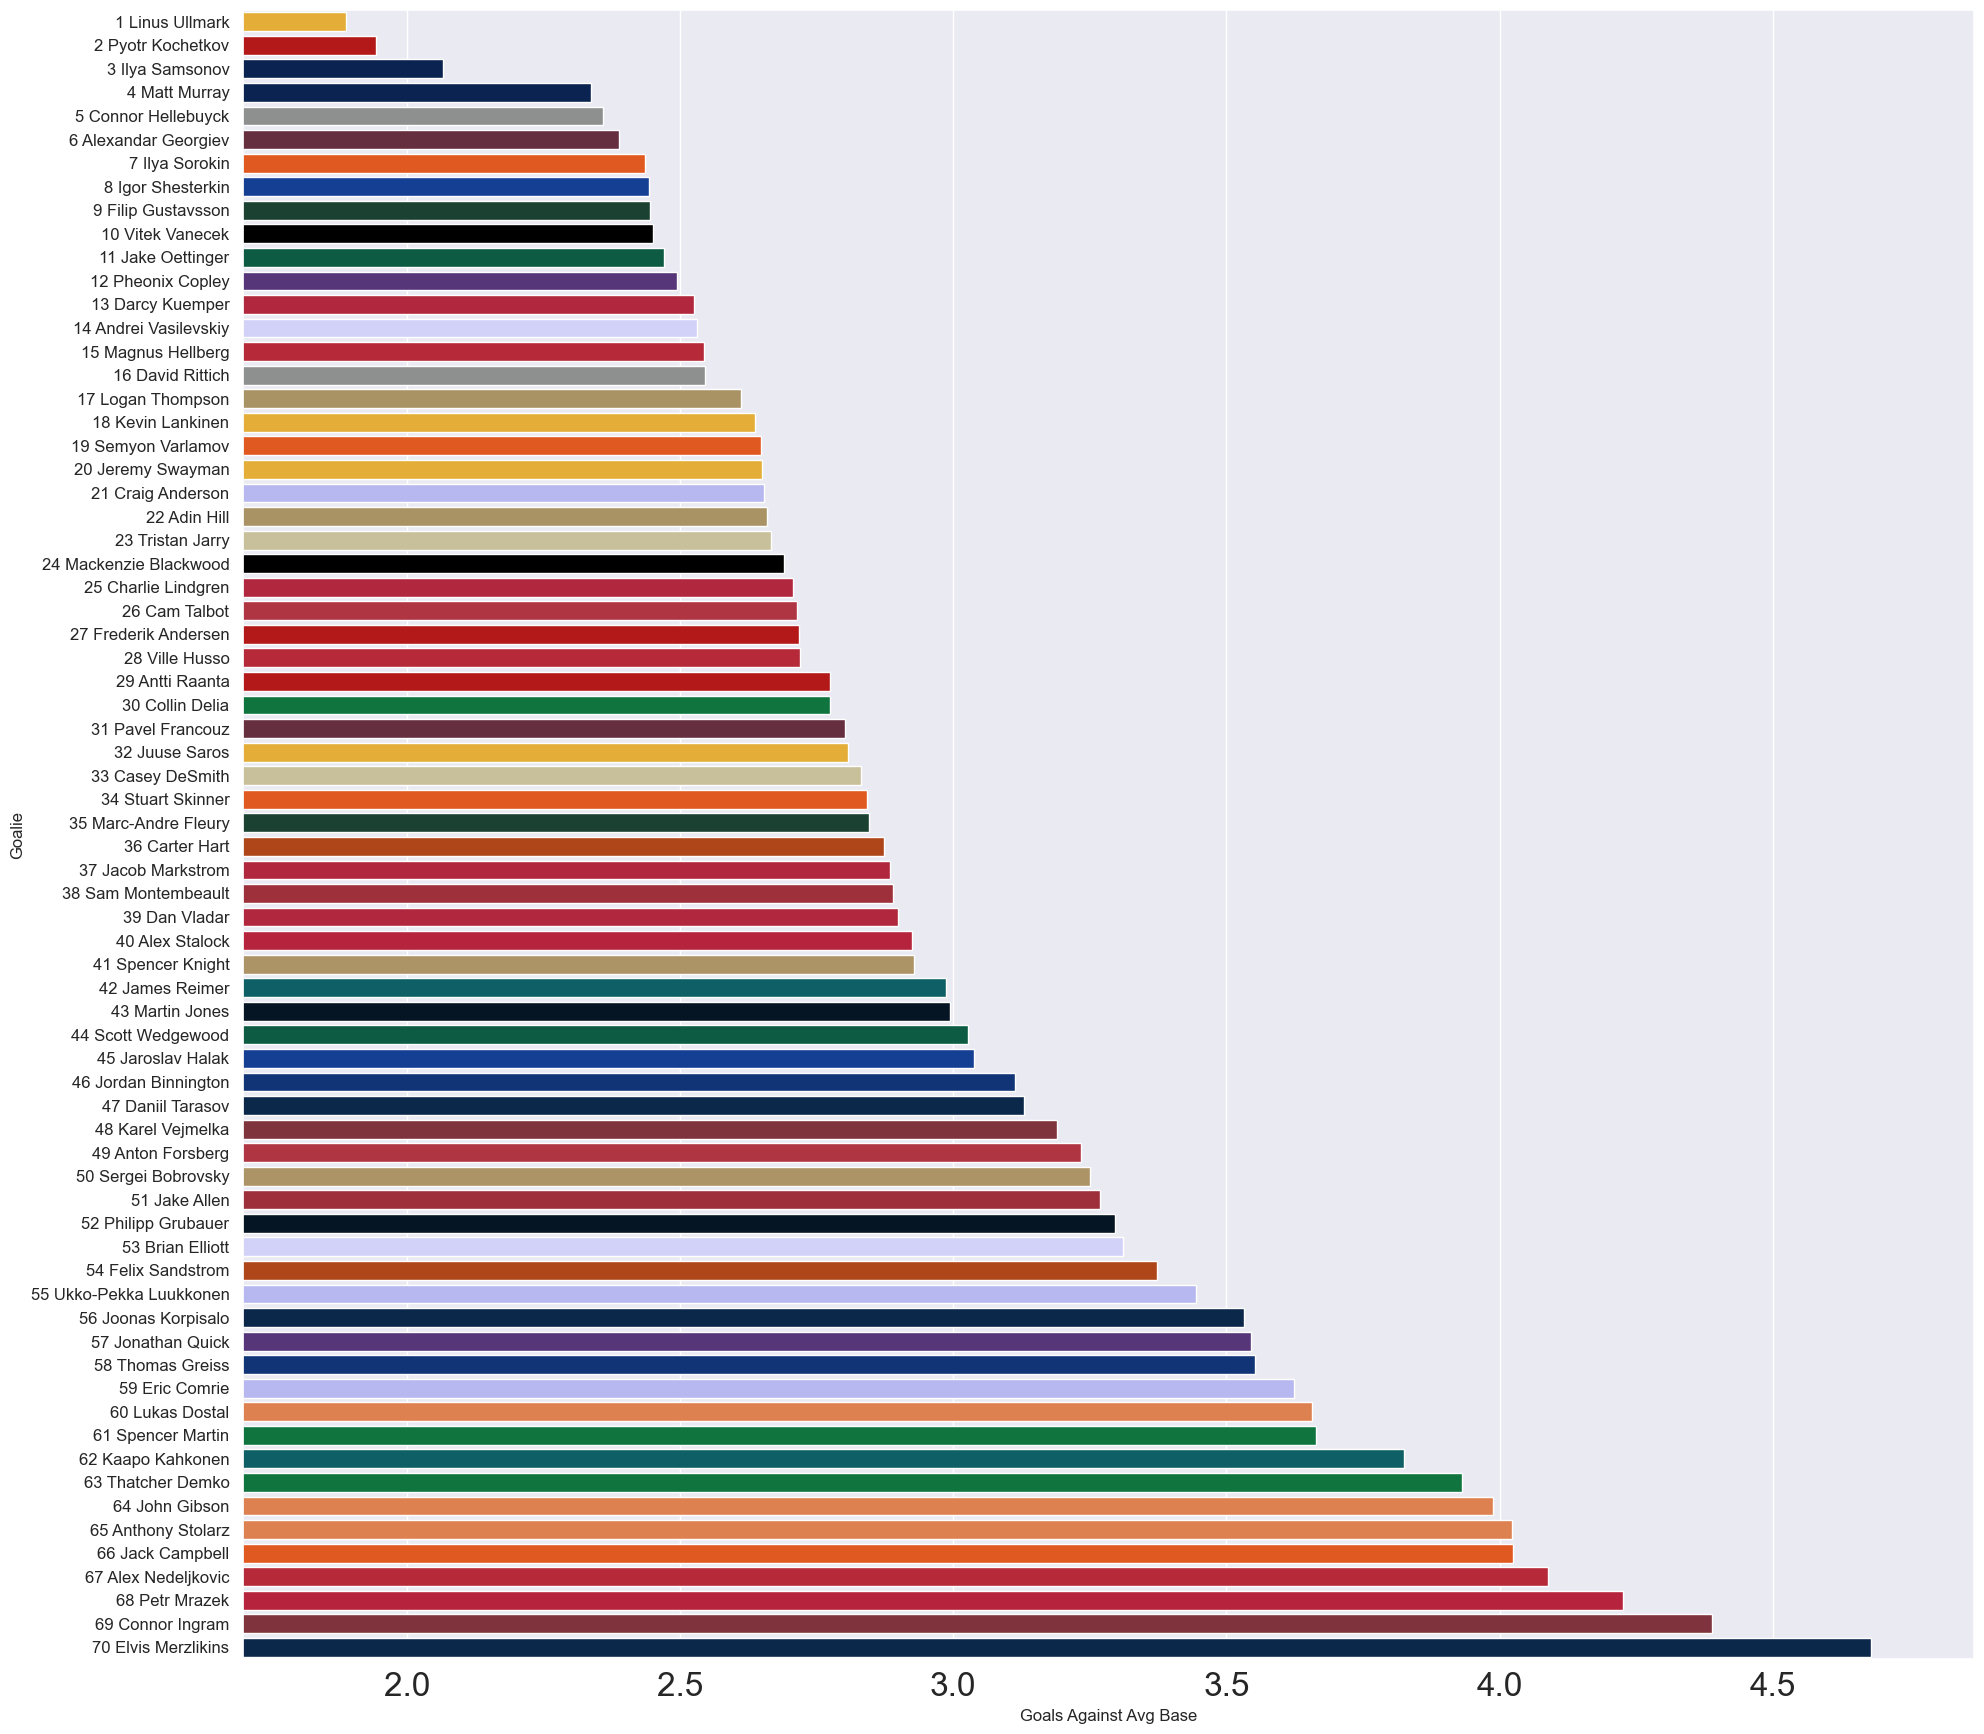 1 Linus Ullmark
2 Pyotr Kochetkov
3 Ilya Samsonov
4 Matt Murray
5 Connor Hellebuyck
6 Alexandar Georgiev
7 Ilya Sorokin
8 Igor Shesterkin
9 Filip Gustavsson
10 Vitek Vanecek
11 Jake Oettinger
12 Pheonix Copley
13 Darcy Kuemper
14 Andrei Vasilevskiy
15 Magnus Hellberg
16 David Rittich
17 Logan Thompson
18 Kevin Lankinen
19 Semyon Varlamov
20 Jeremy Swayman
21 Craig Anderson
22 Adin Hill
23 Tristan Jarry
24 Mackenzie Blackwood
25 Charlie Lindgren
26 Cam Talbot
27 Frederik Andersen
28 Ville Husso
29 Antti Raanta
30 Collin Delia
31 Pavel Francouz
32 Juuse Saros
33 Casey DeSmith
34 Stuart Skinner
35 Marc-Andre Fleury
36 Carter Hart
37 Jacob Markstrom
38 Sam Montembeault
39 Dan Vladar
40 Alex Stalock
41 Spencer Knight
42 James Reimer
43 Martin Jones
44 Scott Wedgewood
45 Jaroslav Halak
46 Jordan Binnington
47 Daniil Tarasov
48 Karel Vejmelka
49 Anton Forsberg
50 Sergei Bobrovsky
51 Jake Allen
52 Philipp Grubauer
53 Brian Elliott
54 Felix Sandstrom
55 Ukko-Pekka Luukkonen
56 Joonas Korpisalo
57 Jonathan Quick
58 Thomas Greiss
59 Eric Comrie
60 Lukas Dostal
61 Spencer Martin
62 Kaapo Kahkonen
63 Thatcher Demko
64 John Gibson
65 Anthony Stolarz
66 Jack Campbell
67 Alex Nedeljkovic
68 Petr Mrazek
69 Connor Ingram
70 Elvis Merzlikins
Goalie
2.0 2.5 3.0 3.5 4.0 4.5
Goals Against Avg Base